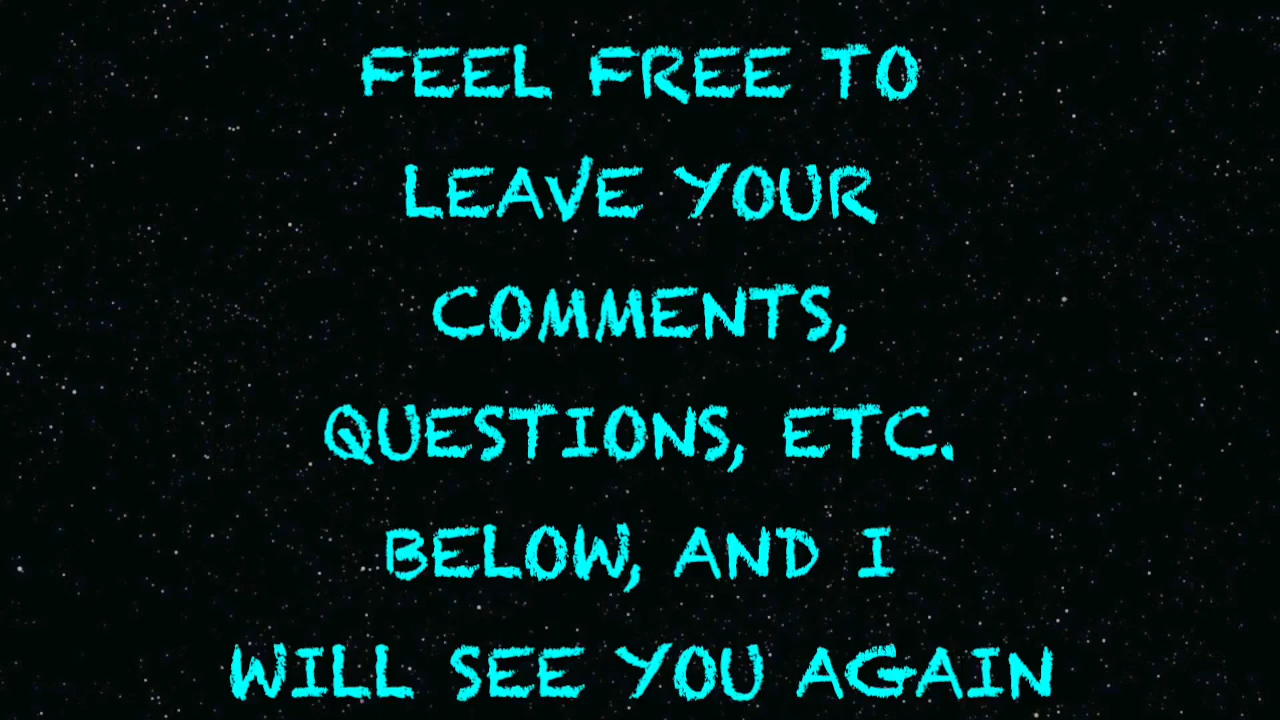 FEEL FREE TO
LEAVE YOUR
COMMENTS,
QUESTIONS, ETC.
BELOW, AND I
WILL SEE YOU AGAIN